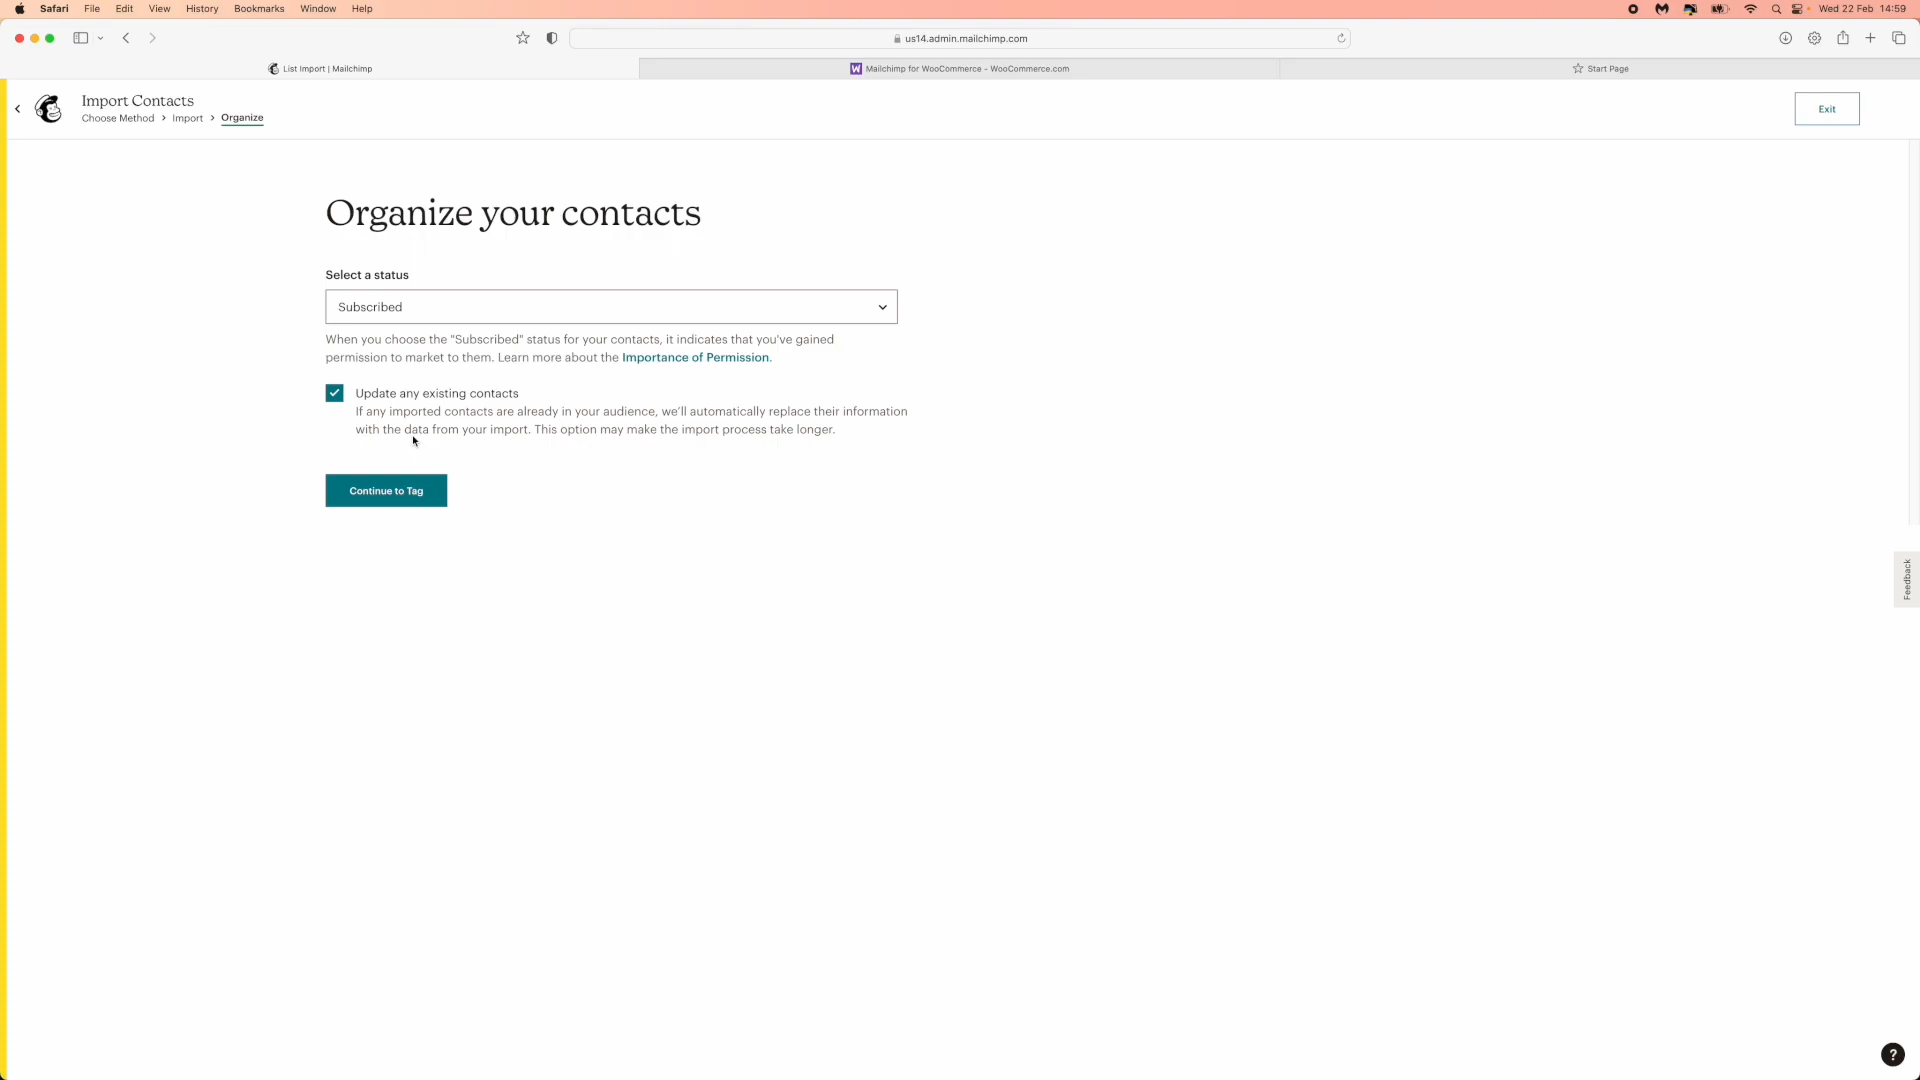 Safari File Edit View History Bookmarks Window Help Wed 22 Feb 14:59
us14.admin.mailchimp.com
List Import | Mailchimp
W Mailchimp for WooCommerce - WooCommerce.com
Start Page
Import Contacts
Choose Method > Import > Organize
Exit
Organize your contacts
Select a status
Subscribed
When you choose the "Subscribed" status for your contacts, it indicates that you've gained
permission to market to them. Learn more about the Importance of Permission.
Update any existing contacts
If any imported contacts are already in your audience, we'll automatically replace their information
with the data from your import. This option may make the import process take longer.
Continue to Tag
Feedback
?